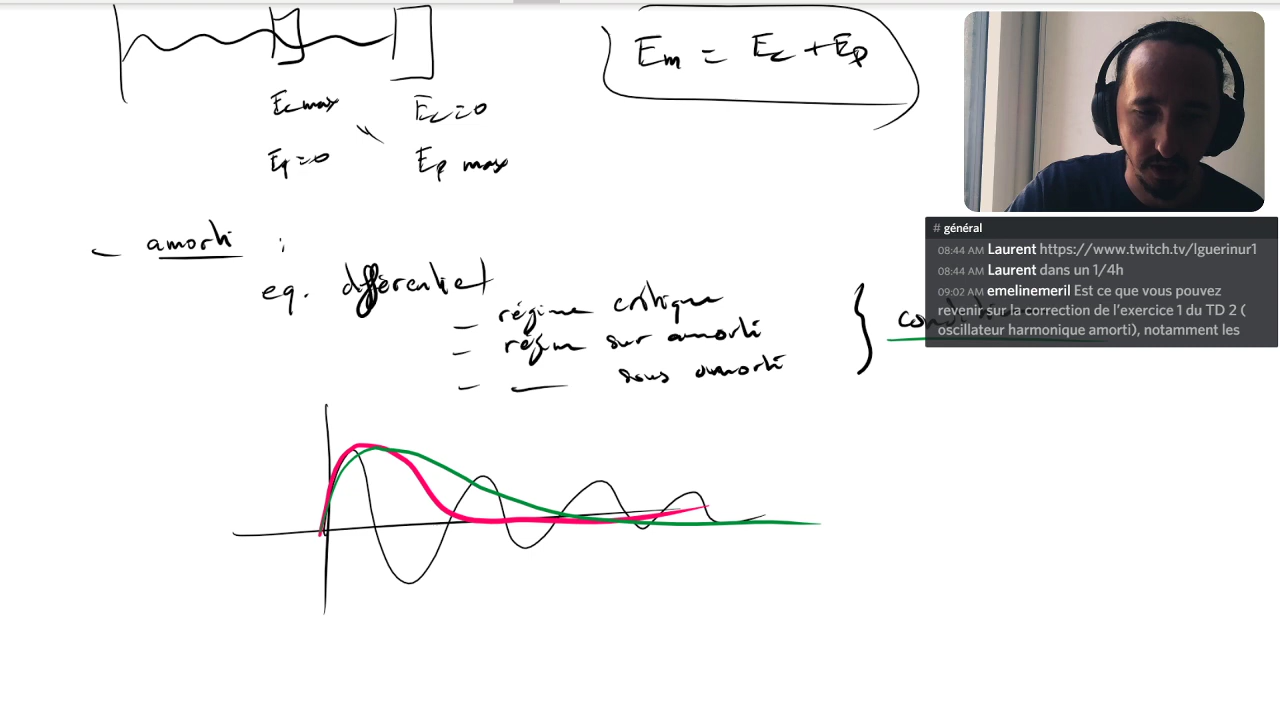 Em = Ec + Ep
Ec max
Ec = 0
Ep = 0
Ep max
– amorti :
eq. différentiel
– régime critique
– régim sur amorti
– — sous amorti
# général
08:44 AM Laurent https://www.twitch.tv/lguerinur1
08:44 AM Laurent dans un 1/4h
09:02 AM emelinemeril Est ce que vous pouvez
revenir sur la correction de l'exercice 1 du TD 2 (
oscillateur harmonique amorti), notamment les